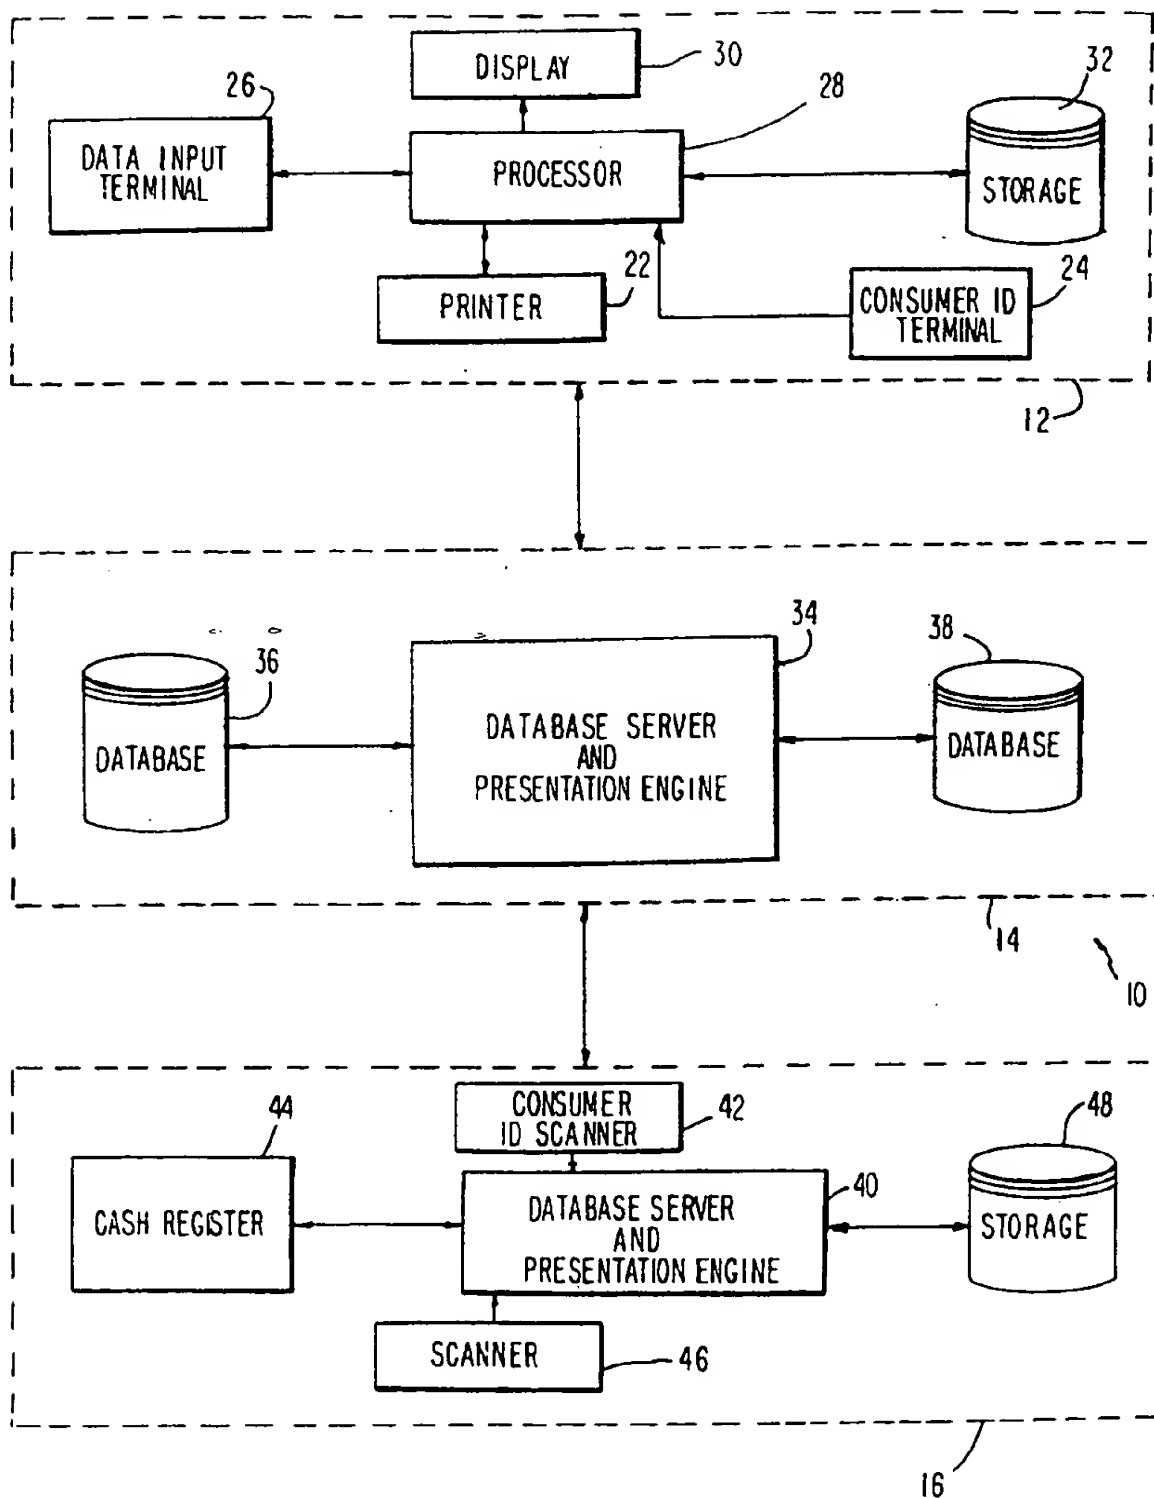 DISPLAY
30
26
28
32
DATA INPUT
TERMINAL
PROCESSOR
STORAGE
22
24
PRINTER
CONSUMER ID
TERMINAL
12
34
38
36
DATABASE
DATABASE SERVER
AND
PRESENTATION ENGINE
DATABASE
14
10
44
CONSUMER
ID SCANNER
42
48
CASH REGISTER
DATABASE SERVER
AND
PRESENTATION ENGINE
40
STORAGE
SCANNER
46
16